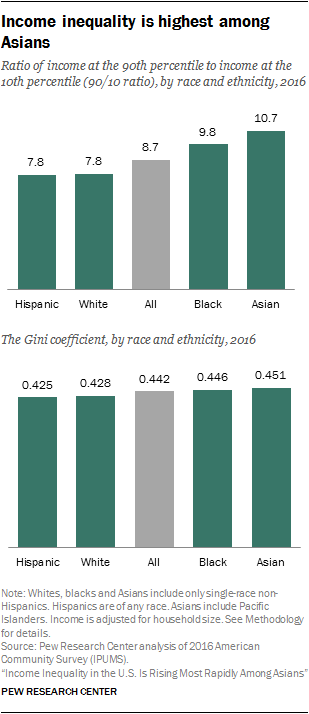 Income inequality is highest among
Asians
Ratio of income at the 90th percentile to income at the
10th percentile (90/10 ratio), by race and ethnicity, 2016
7.8
7.8
8.7
9.8
10.7
Hispanic
White
All
Black
Asian
The Gini coefficient, by race and ethnicity, 2016
0.425
0.428
0.442
0.446
0.451
Hispanic
White
All
Black
Asian
Note: Whites, blacks and Asians include only single-race non-
Hispanics. Hispanics are of any race. Asians include Pacific
Islanders. Income is adjusted for household size. See Methodology
for details.
Source: Pew Research Center analysis of 2016 American
Community Survey (IPUMS).
“Income Inequality in the U.S. Is Rising Most Rapidly Among Asians”
PEW RESEARCH CENTER